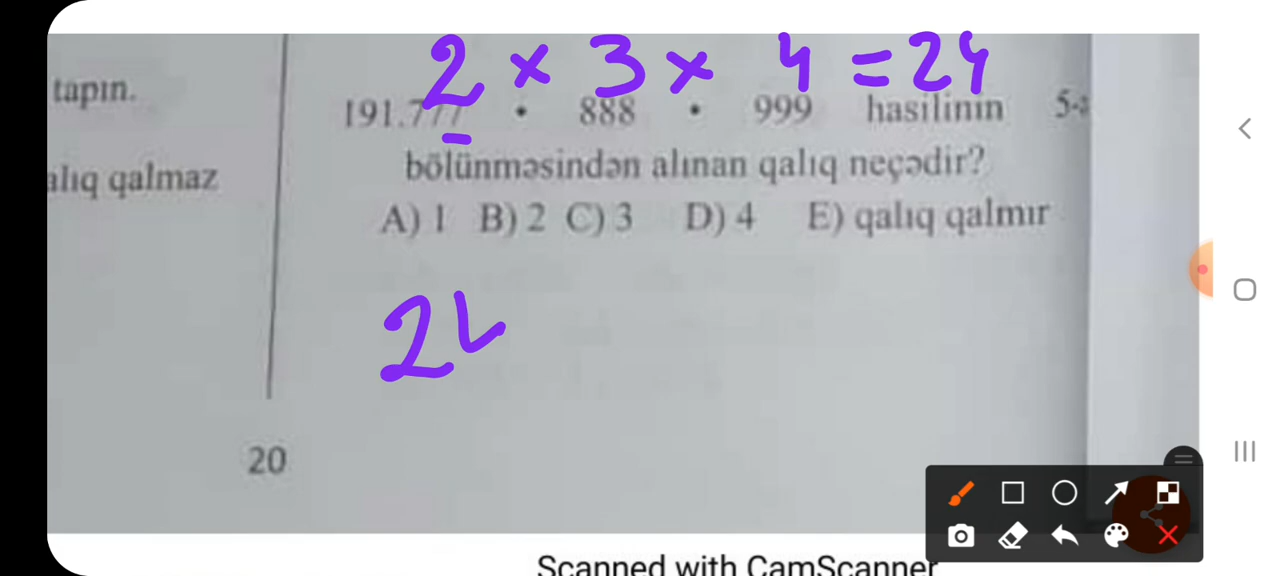 tapın.
alıq qalmaz
2 × 3 × 4 = 24
191.777 • 888 • 999 hasilinin 5-ə
bölünməsindən alınan qalıq neçədir?
A) 1 B) 2 C) 3 D) 4 E) qalıq qalmır
24
20
Scanned with CamScanner